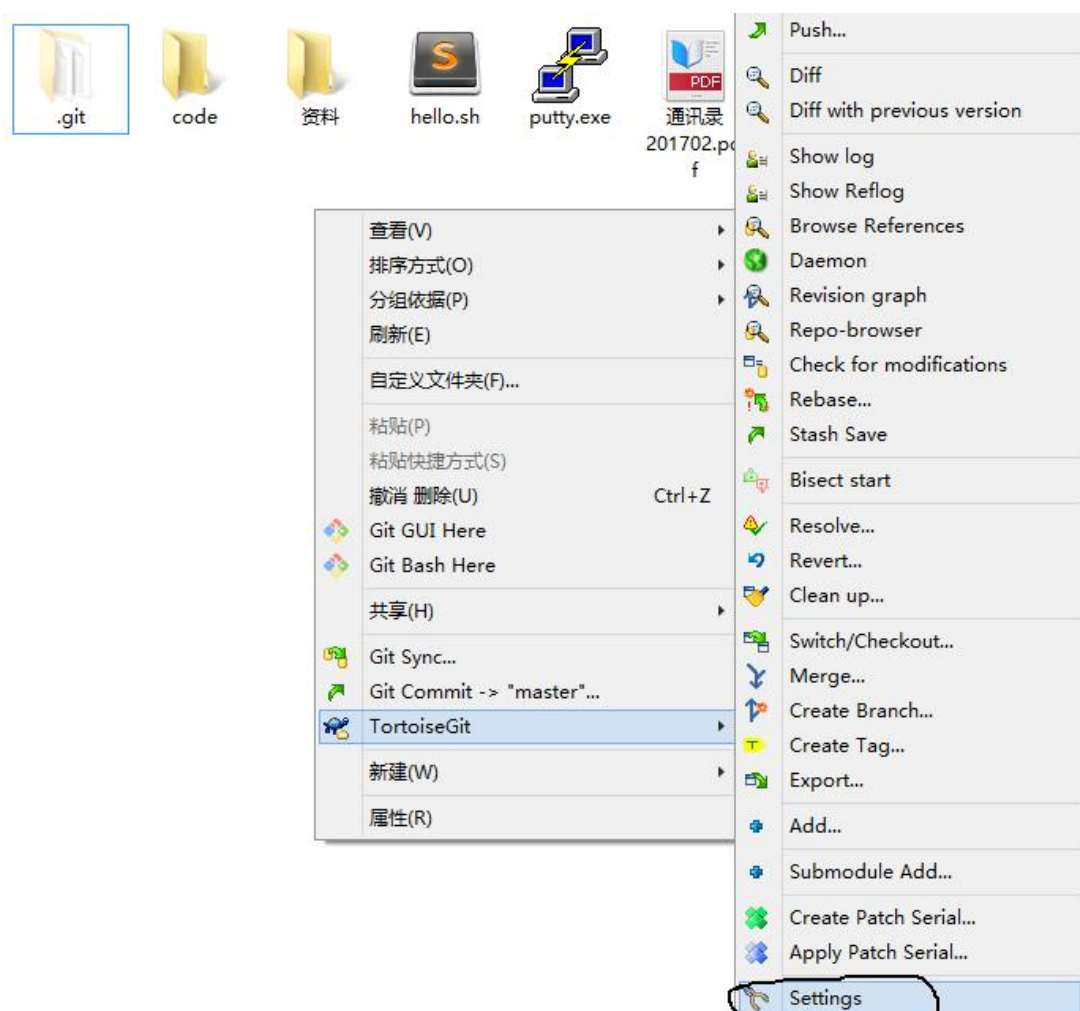 .git
code
资料
hello.sh
putty.exe
通讯录
201702.pd
f
PDF
查看(V)
排序方式(O)
分组依据(P)
刷新(E)
自定义文件夹(F)...
粘贴(P)
粘贴快捷方式(S)
撤消 删除(U) Ctrl+Z
Git GUI Here
Git Bash Here
共享(H)
Git Sync...
Git Commit -> "master"...
TortoiseGit
新建(W)
属性(R)
Push...
Diff
Diff with previous version
Show log
Show Reflog
Browse References
Daemon
Revision graph
Repo-browser
Check for modifications
Rebase...
Stash Save
Bisect start
Resolve...
Revert...
Clean up...
Switch/Checkout...
Merge...
Create Branch...
Create Tag...
Export...
Add...
Submodule Add...
Create Patch Serial...
Apply Patch Serial...
Settings